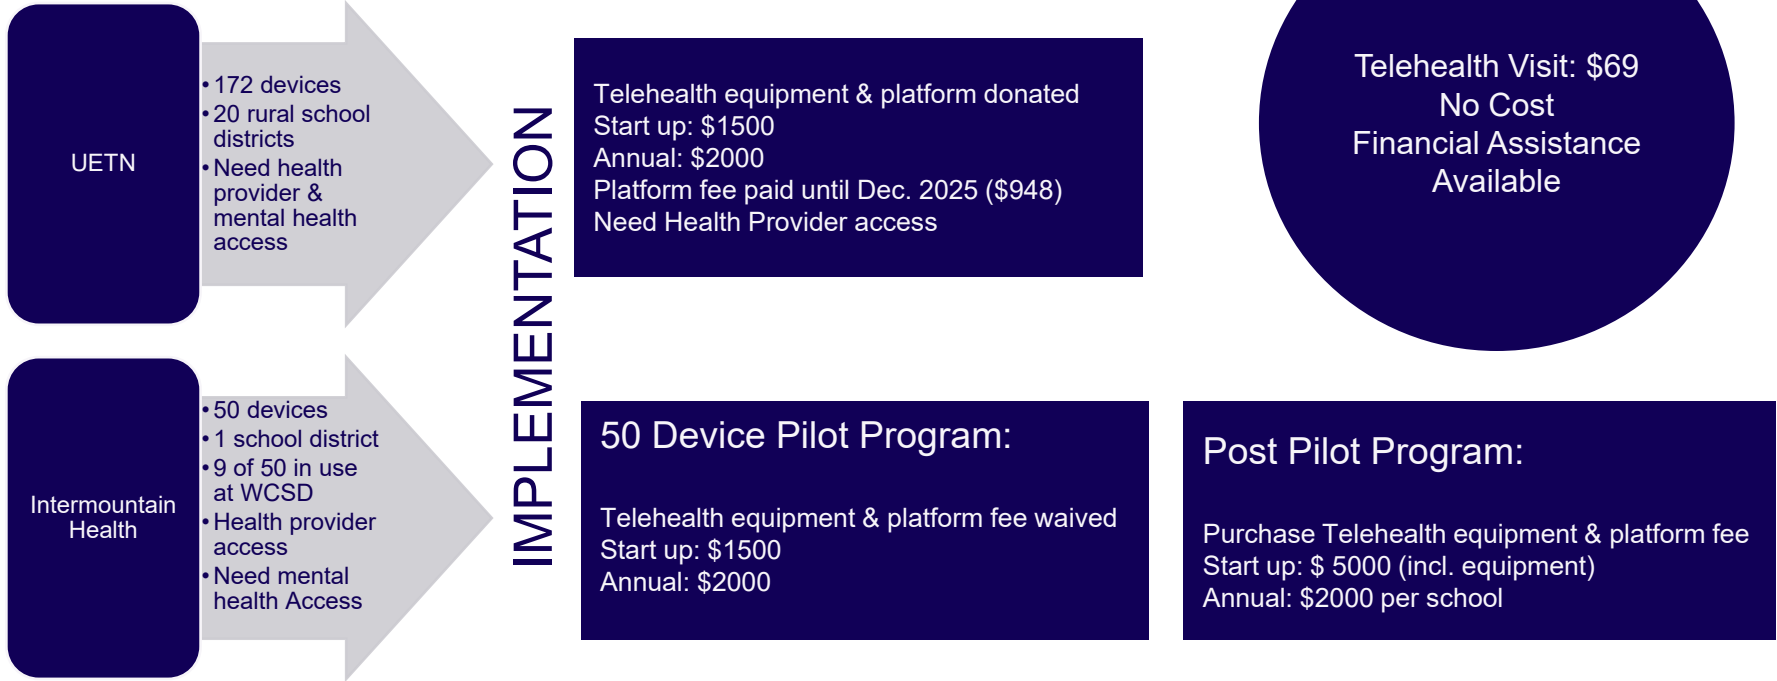 UETN
•172 devices
•20 rural school
districts
•Need health
provider &
mental health
access
IMPLEMENTATION
Telehealth equipment & platform donated
Start up: $1500
Annual: $2000
Platform fee paid until Dec. 2025 ($948)
Need Health Provider access
Telehealth Visit: $69
No Cost
Financial Assistance
Available
Intermountain
Health
•50 devices
•1 school district
•9 of 50 in use
at WCSD
•Health provider
access
•Need mental
health Access
50 Device Pilot Program:
Telehealth equipment & platform fee waived
Start up: $1500
Annual: $2000
Post Pilot Program:
Purchase Telehealth equipment & platform fee
Start up: $ 5000 (incl. equipment)
Annual: $2000 per school